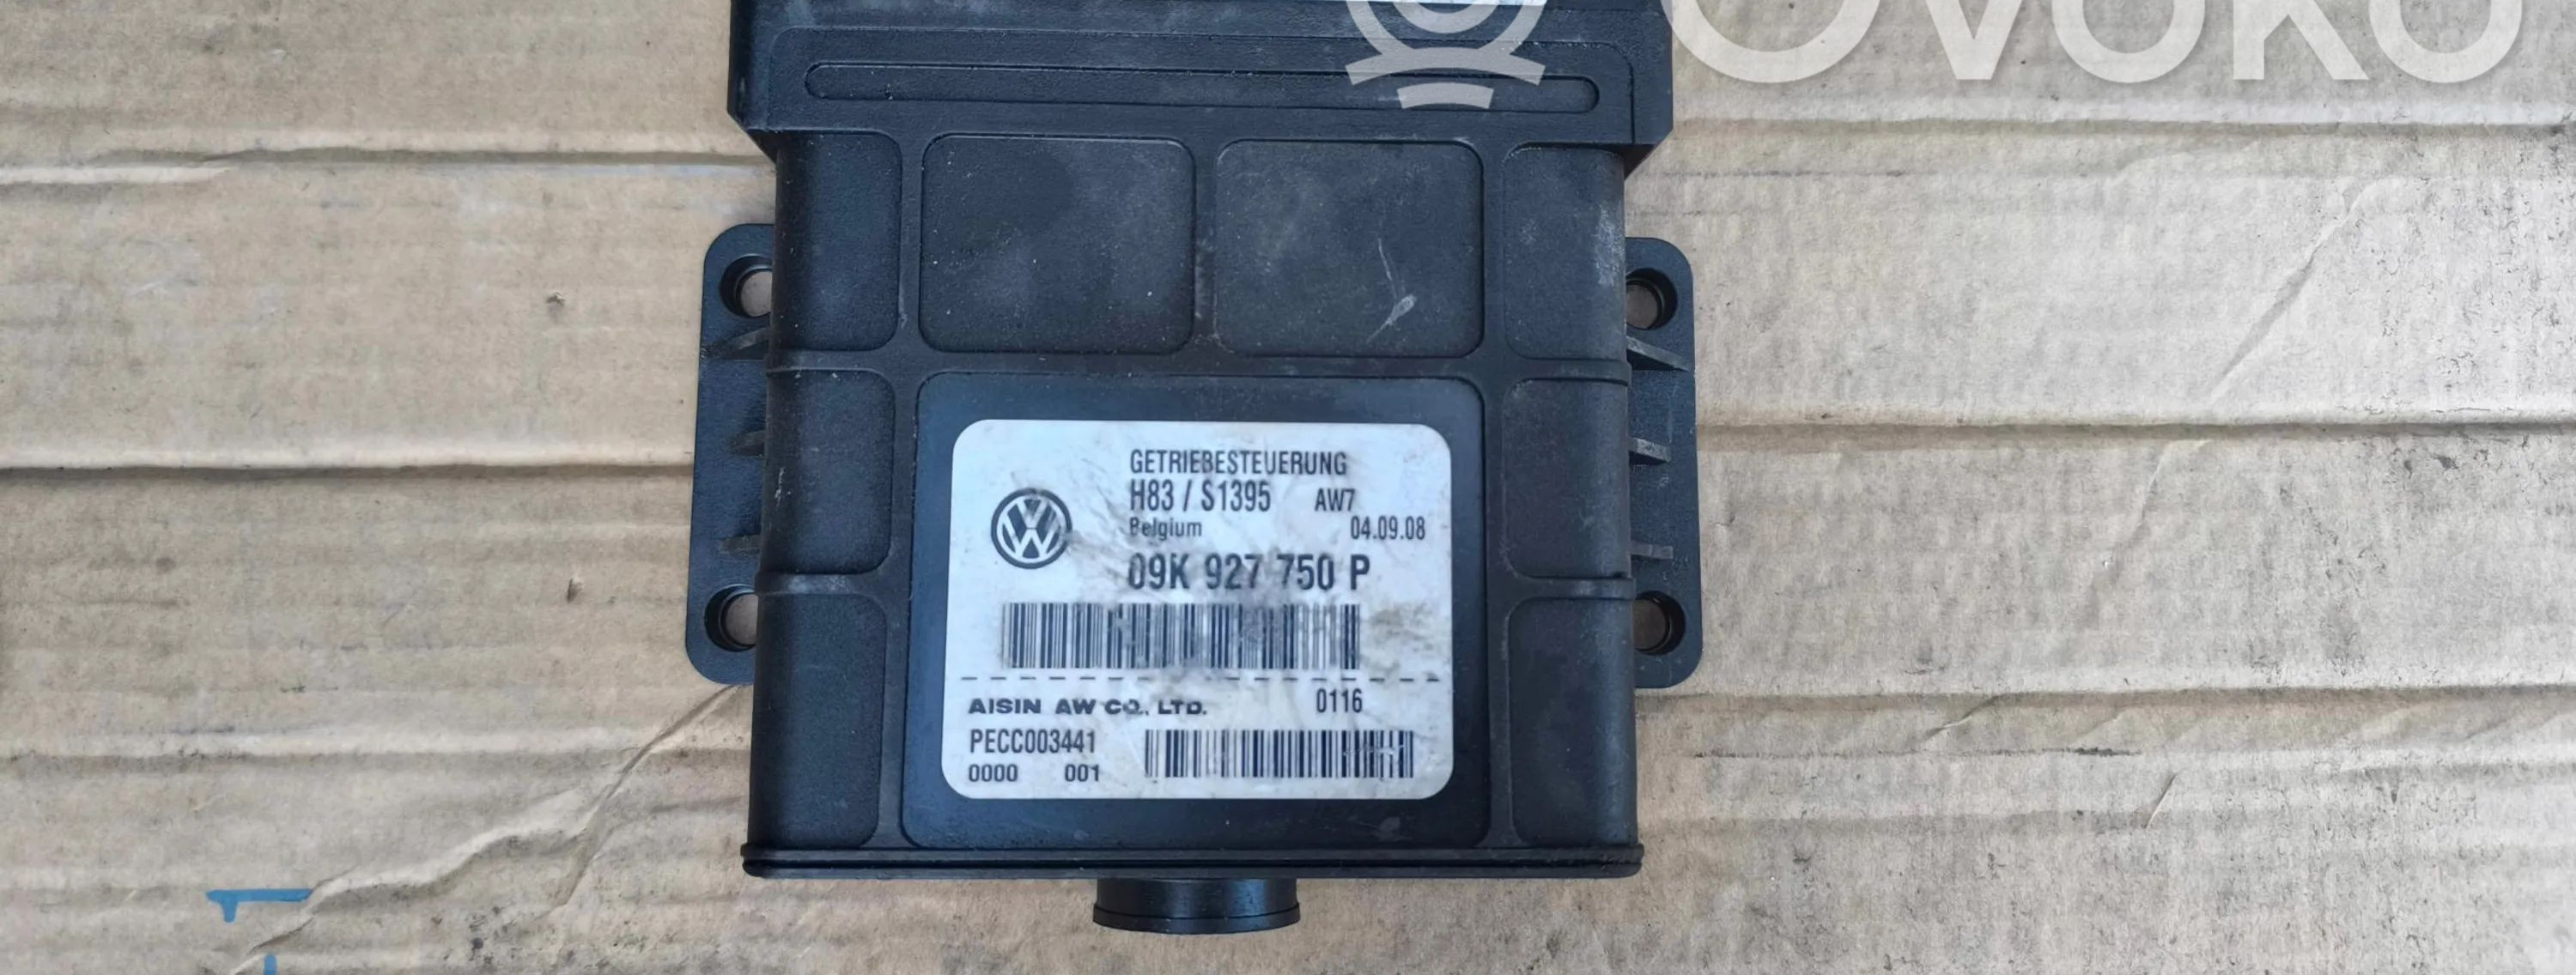 OVOKO
GETRIEBESTEUERUNG
H83 / S1395 AW7
Belgium 04.09.08
09K 927 750 P
AISIN AW CO., LTD. 0116
PECC003441
0000 001